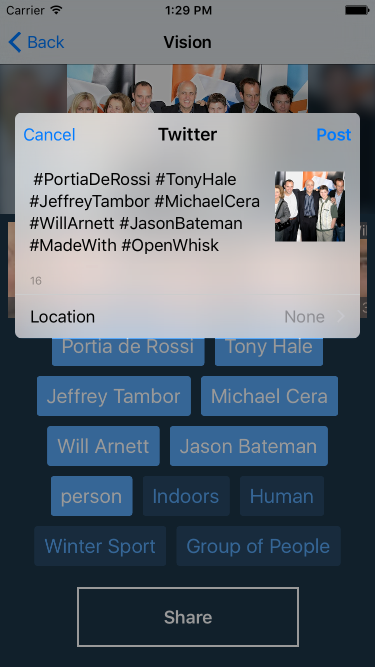 Carrier 1:29 PM
Back Vision
Cancel Twitter Post
#PortiaDeRossi #TonyHale
#JeffreyTambor #MichaelCera
#WillArnett #JasonBateman
#MadeWith #OpenWhisk
16
Location None
Portia de Rossi Tony Hale
Jeffrey Tambor Michael Cera
Will Arnett Jason Bateman
person Indoors Human
Winter Sport Group of People
Share